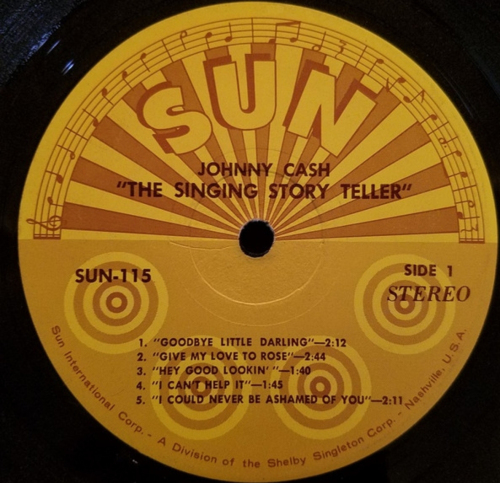 SUN
JOHNNY CASH
"THE SINGING STORY TELLER"
SUN-115
SIDE 1
STEREO
1. "GOODBYE LITTLE DARLING"—2:12
2. "GIVE MY LOVE TO ROSE"—2:44
3. "HEY GOOD LOOKIN' "—1:40
4. "I CAN'T HELP IT"—1:45
5. "I COULD NEVER BE ASHAMED OF YOU"—2:11
Sun International Corp. - A Division of the Shelby Singleton Corp. - Nashville, U.S.A.